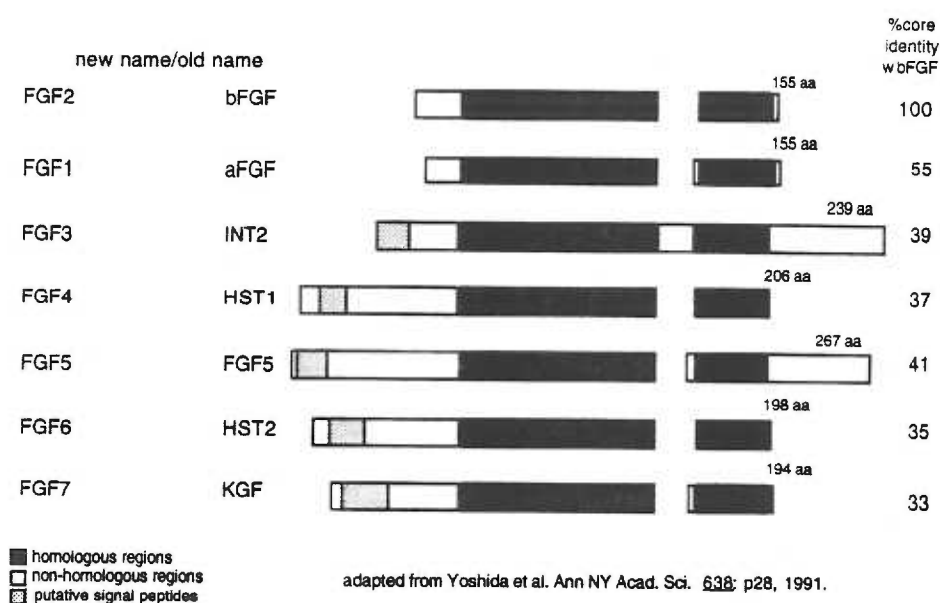 %core
identity
w bFGF
new name/old name
FGF2 bFGF 155 aa 100
FGF1 aFGF 155 aa 55
FGF3 INT2 239 aa 39
FGF4 HST1 206 aa 37
FGF5 FGF5 267 aa 41
FGF6 HST2 198 aa 35
FGF7 KGF 194 aa 33
homologous regions
non-homologous regions
putative signal peptides
adapted from Yoshida et al. Ann NY Acad. Sci. 638: p28, 1991.